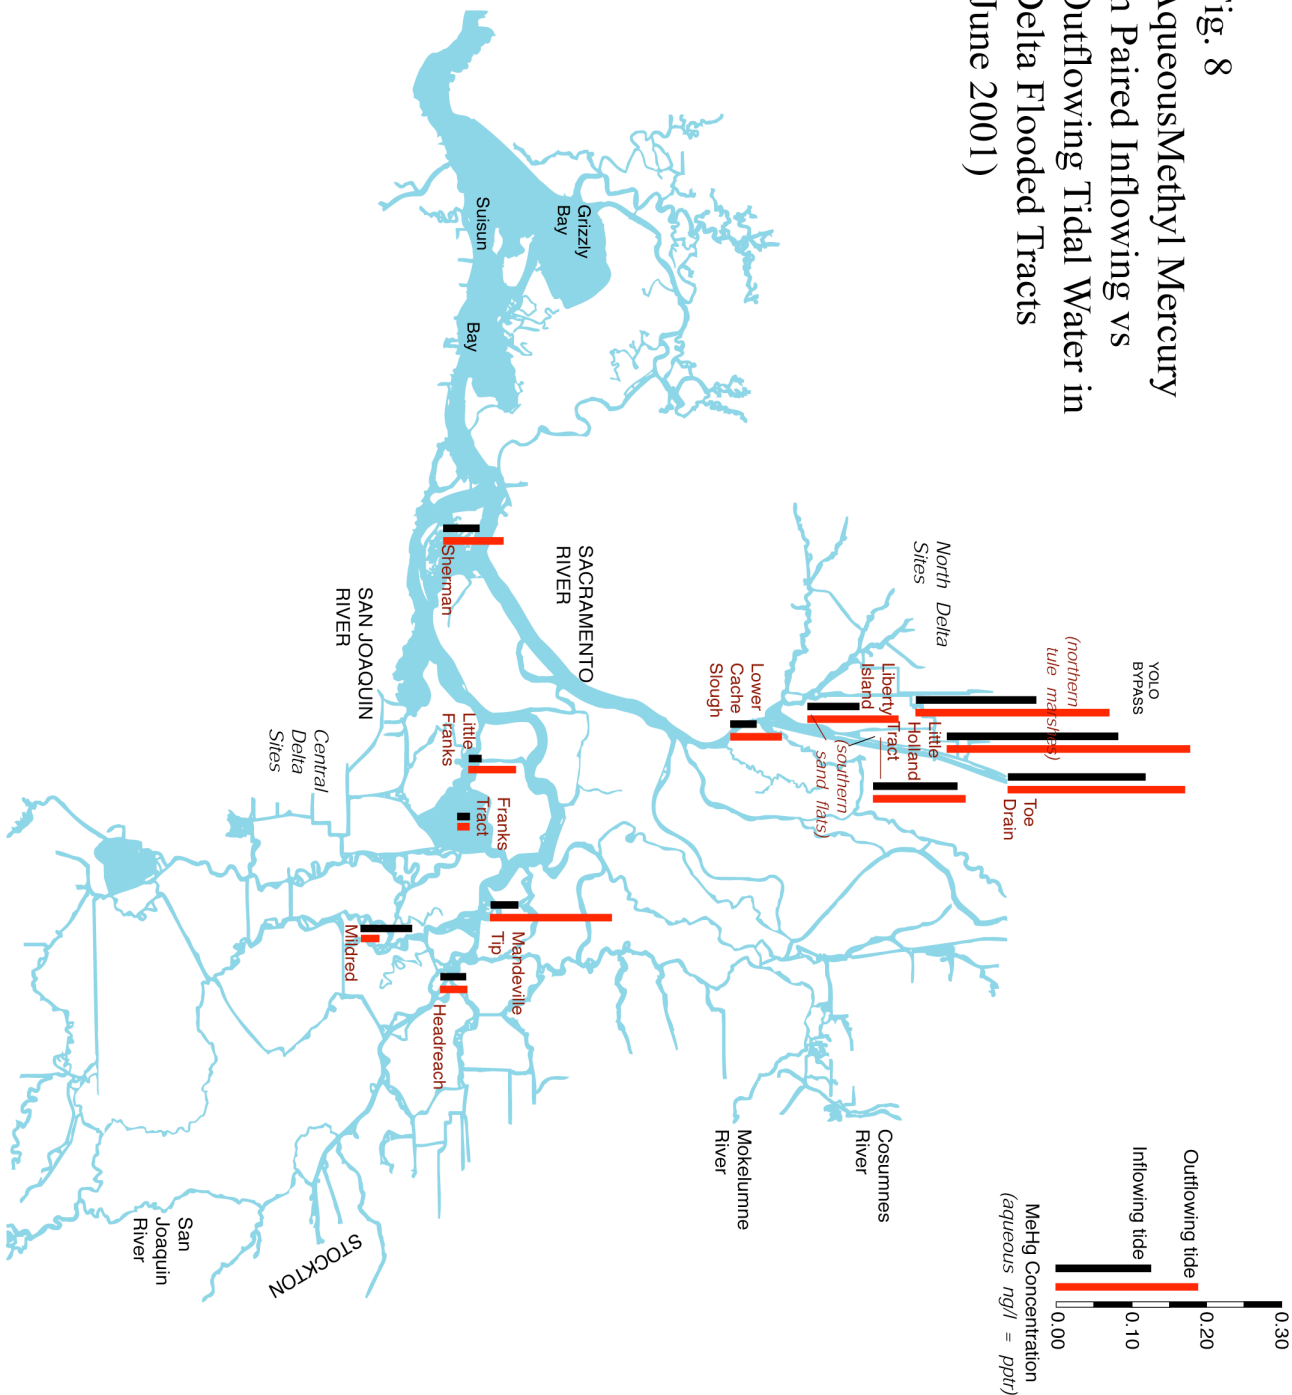 Fig. 8
AqueousMethyl Mercury
in Paired Inflowing vs
Outflowing Tidal Water in
Delta Flooded Tracts
(June 2001)
Grizzly
Bay
Suisun
Bay
Sherman
SACRAMENTO
RIVER
SAN JOAQUIN
RIVER
North Delta
Sites
YOLO
BYPASS
(northern
tule marshes)
Liberty
Island
Little
Holland
Tract
(southern
sand flats)
Toe
Drain
Lower
Cache
Slough
Little
Franks
Franks
Tract
Central
Delta
Sites
Mandeville
Tip
Mildred
Headreach
Cosumnes
River
Mokelumne
River
San
Joaquin
River
STOCKTON
Outflowing tide
Inflowing tide
0.00
0.10
0.20
0.30
MeHg Concentration
(aqueous ng/l = pptr)